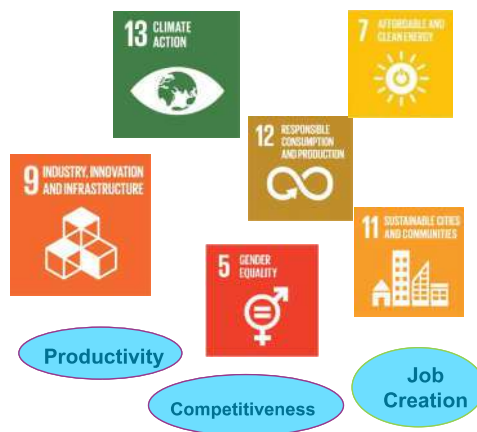 13 CLIMATE
ACTION
7 AFFORDABLE AND
CLEAN ENERGY
12 RESPONSIBLE
CONSUMPTION
AND PRODUCTION
9 INDUSTRY, INNOVATION
AND INFRASTRUCTURE
11 SUSTAINABLE CITIES
AND COMMUNITIES
5 GENDER
EQUALITY
Productivity
Competitiveness
Job
Creation